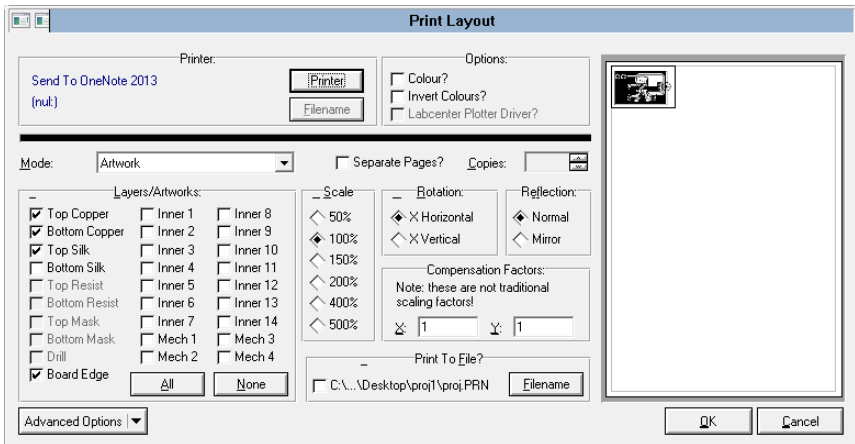 Print Layout
Printer:
Send To OneNote 2013
(nul:)
Printer
Filename
Options:
Colour?
Invert Colours?
Labcenter Plotter Driver?
Mode:
Artwork
Separate Pages?
Copies:
Layers/Artworks:
Top Copper
Bottom Copper
Top Silk
Bottom Silk
Top Resist
Bottom Resist
Top Mask
Bottom Mask
Drill
Board Edge
Inner 1
Inner 2
Inner 3
Inner 4
Inner 5
Inner 6
Inner 7
Mech 1
Mech 2
Inner 8
Inner 9
Inner 10
Inner 11
Inner 12
Inner 13
Inner 14
Mech 3
Mech 4
All
None
Scale
50%
100%
150%
200%
400%
500%
Rotation:
X Horizontal
X Vertical
Reflection:
Normal
Mirror
Compensation Factors:
Note: these are not traditional
scaling factors!
X: 1
Y: 1
Print To File?
C:\...\Desktop\proj1\proj.PRN
Filename
Advanced Options
OK
Cancel